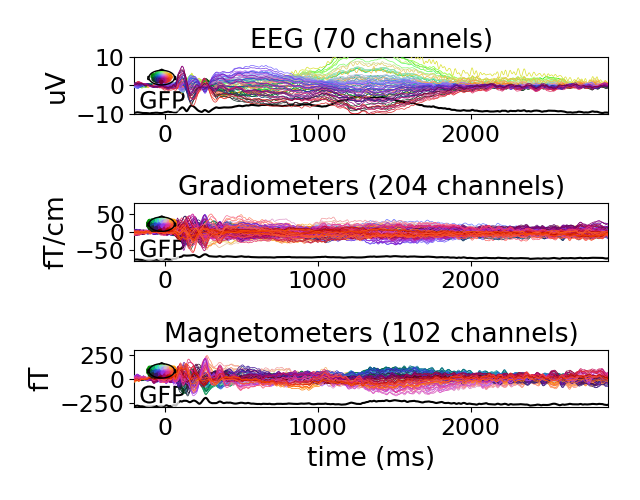 EEG (70 channels)
10
0
−10
uV
GFP
0 1000 2000
Gradiometers (204 channels)
50
0
−50
fT/cm
GFP
0 1000 2000
Magnetometers (102 channels)
250
0
−250
fT
GFP
0 1000 2000
time (ms)